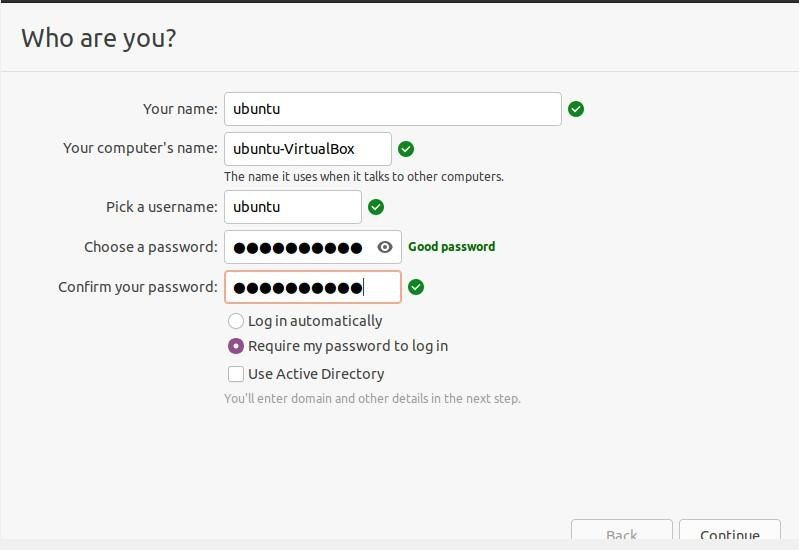 Who are you?
Your name: ubuntu
Your computer's name: ubuntu-VirtualBox
The name it uses when it talks to other computers.
Pick a username: ubuntu
Choose a password: ●●●●●●●●●● Good password
Confirm your password: ●●●●●●●●●●
Log in automatically
Require my password to log in
Use Active Directory
You'll enter domain and other details in the next step.
Back Continue